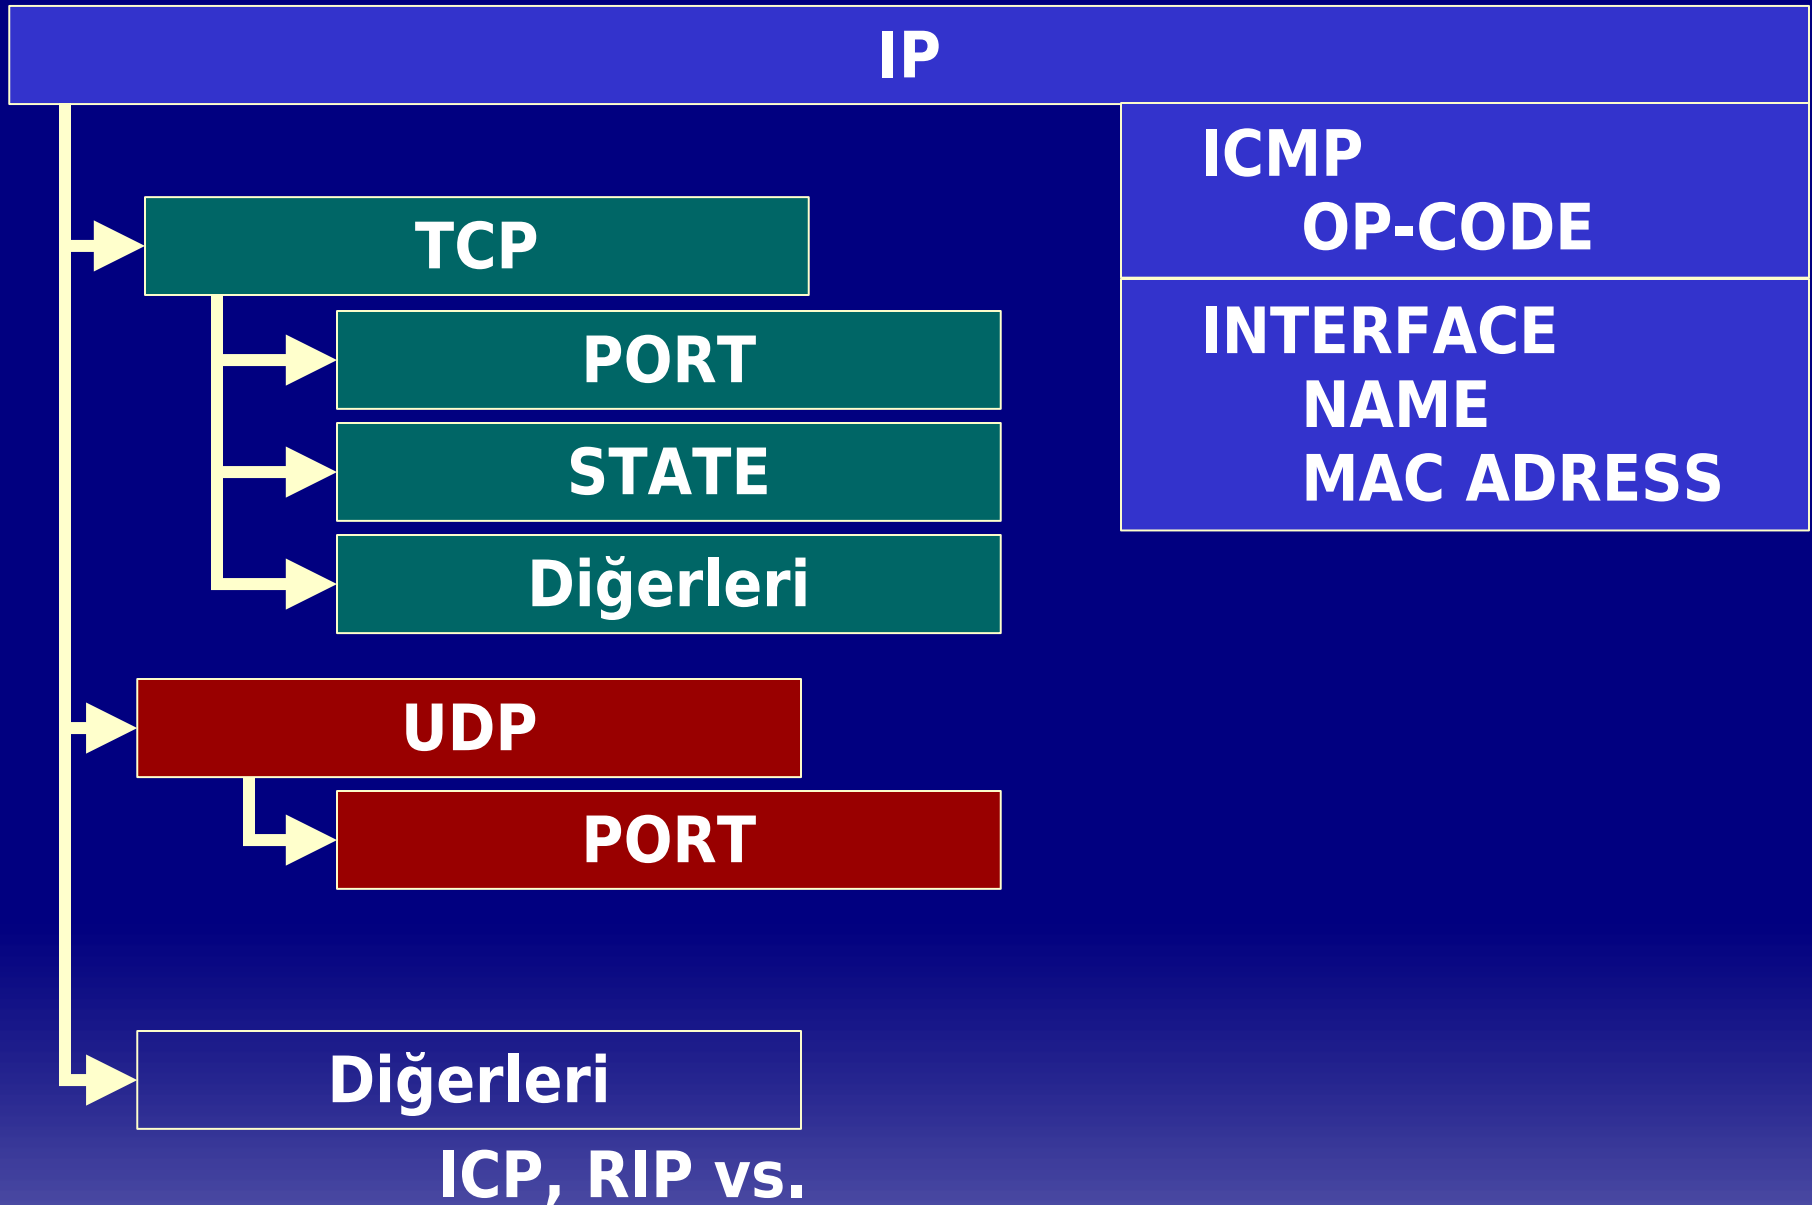 IP
ICMP
OP-CODE
INTERFACE
NAME
MAC ADRESS
TCP
PORT
STATE
Diğerleri
UDP
PORT
Diğerleri
ICP, RIP vs.